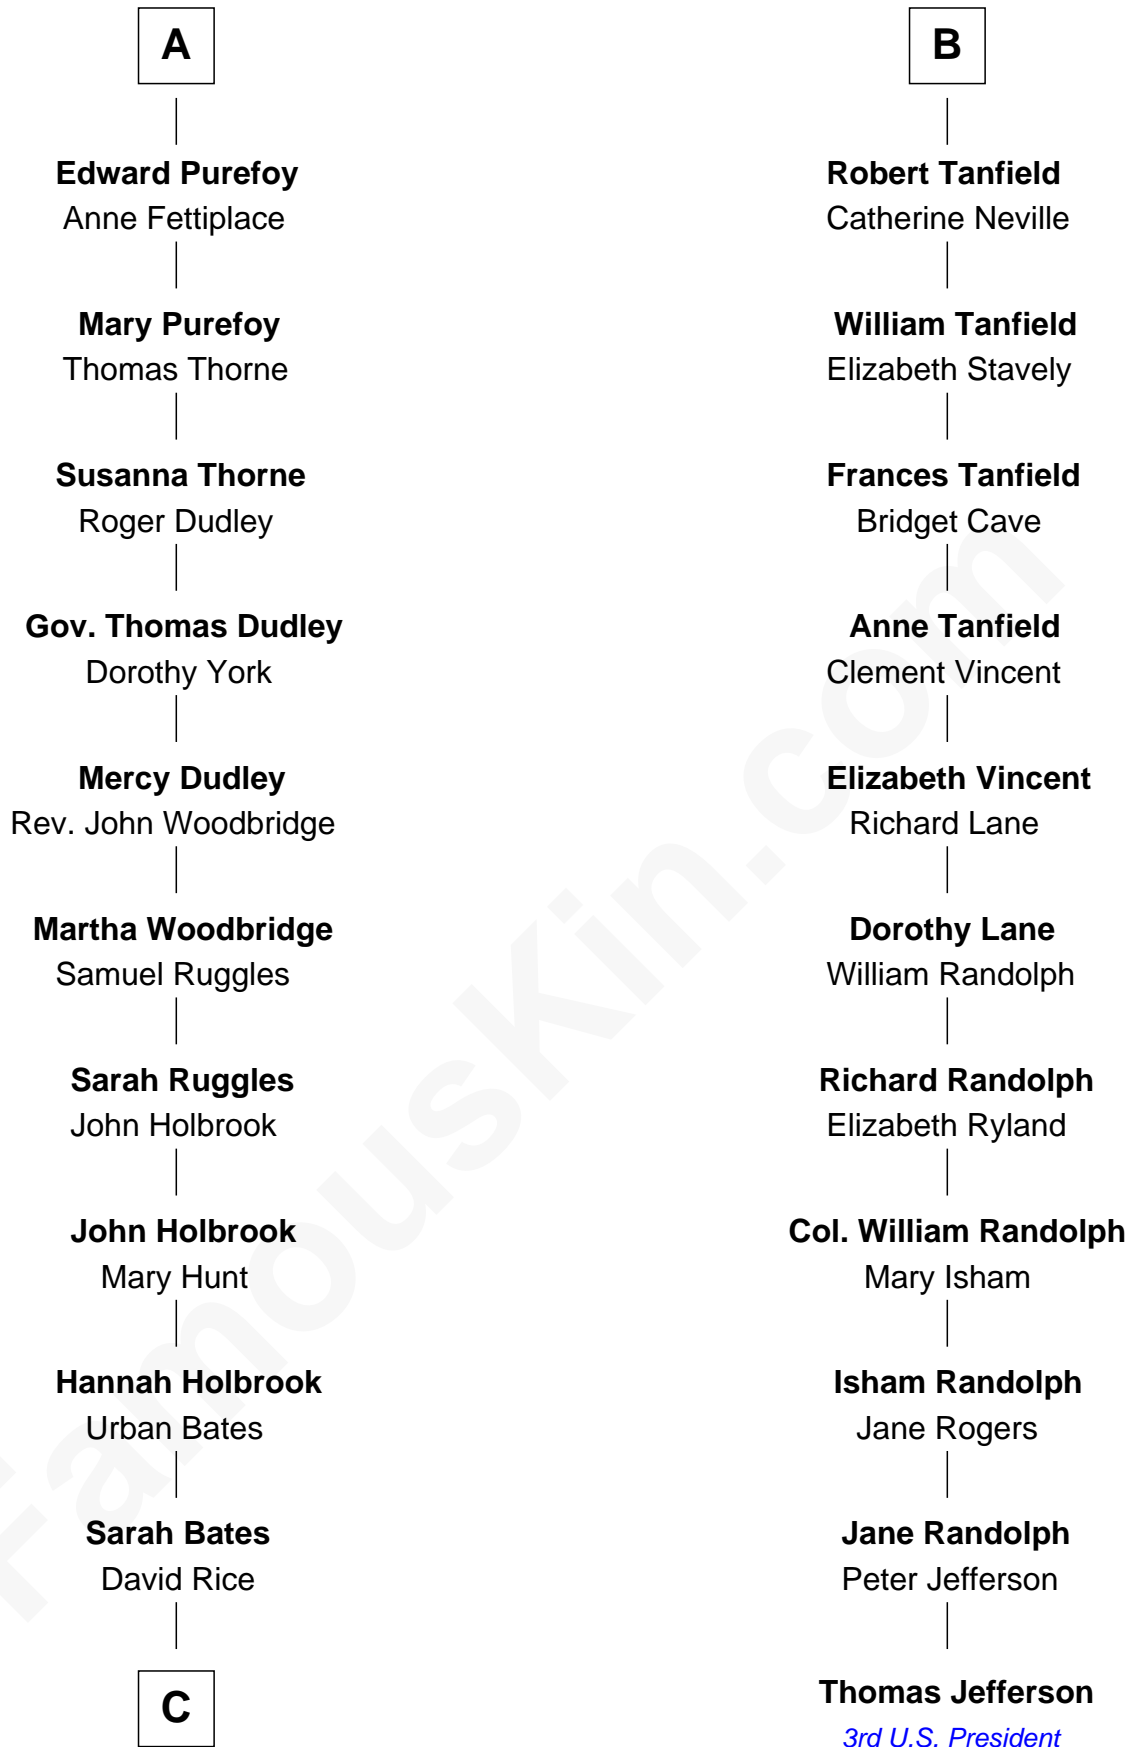 A
Edward Purefoy
Anne Fettiplace
Mary Purefoy
Thomas Thorne
Susanna Thorne
Roger Dudley
Gov. Thomas Dudley
Dorothy York
Mercy Dudley
Rev. John Woodbridge
Martha Woodbridge
Samuel Ruggles
Sarah Ruggles
John Holbrook
John Holbrook
Mary Hunt
Hannah Holbrook
Urban Bates
Sarah Bates
David Rice
C
B
Robert Tanfield
Catherine Neville
William Tanfield
Elizabeth Stavely
Frances Tanfield
Bridget Cave
Anne Tanfield
Clement Vincent
Elizabeth Vincent
Richard Lane
Dorothy Lane
William Randolph
Richard Randolph
Elizabeth Ryland
Col. William Randolph
Mary Isham
Isham Randolph
Jane Rogers
Jane Randolph
Peter Jefferson
Thomas Jefferson
3rd U.S. President
FamousKin.com